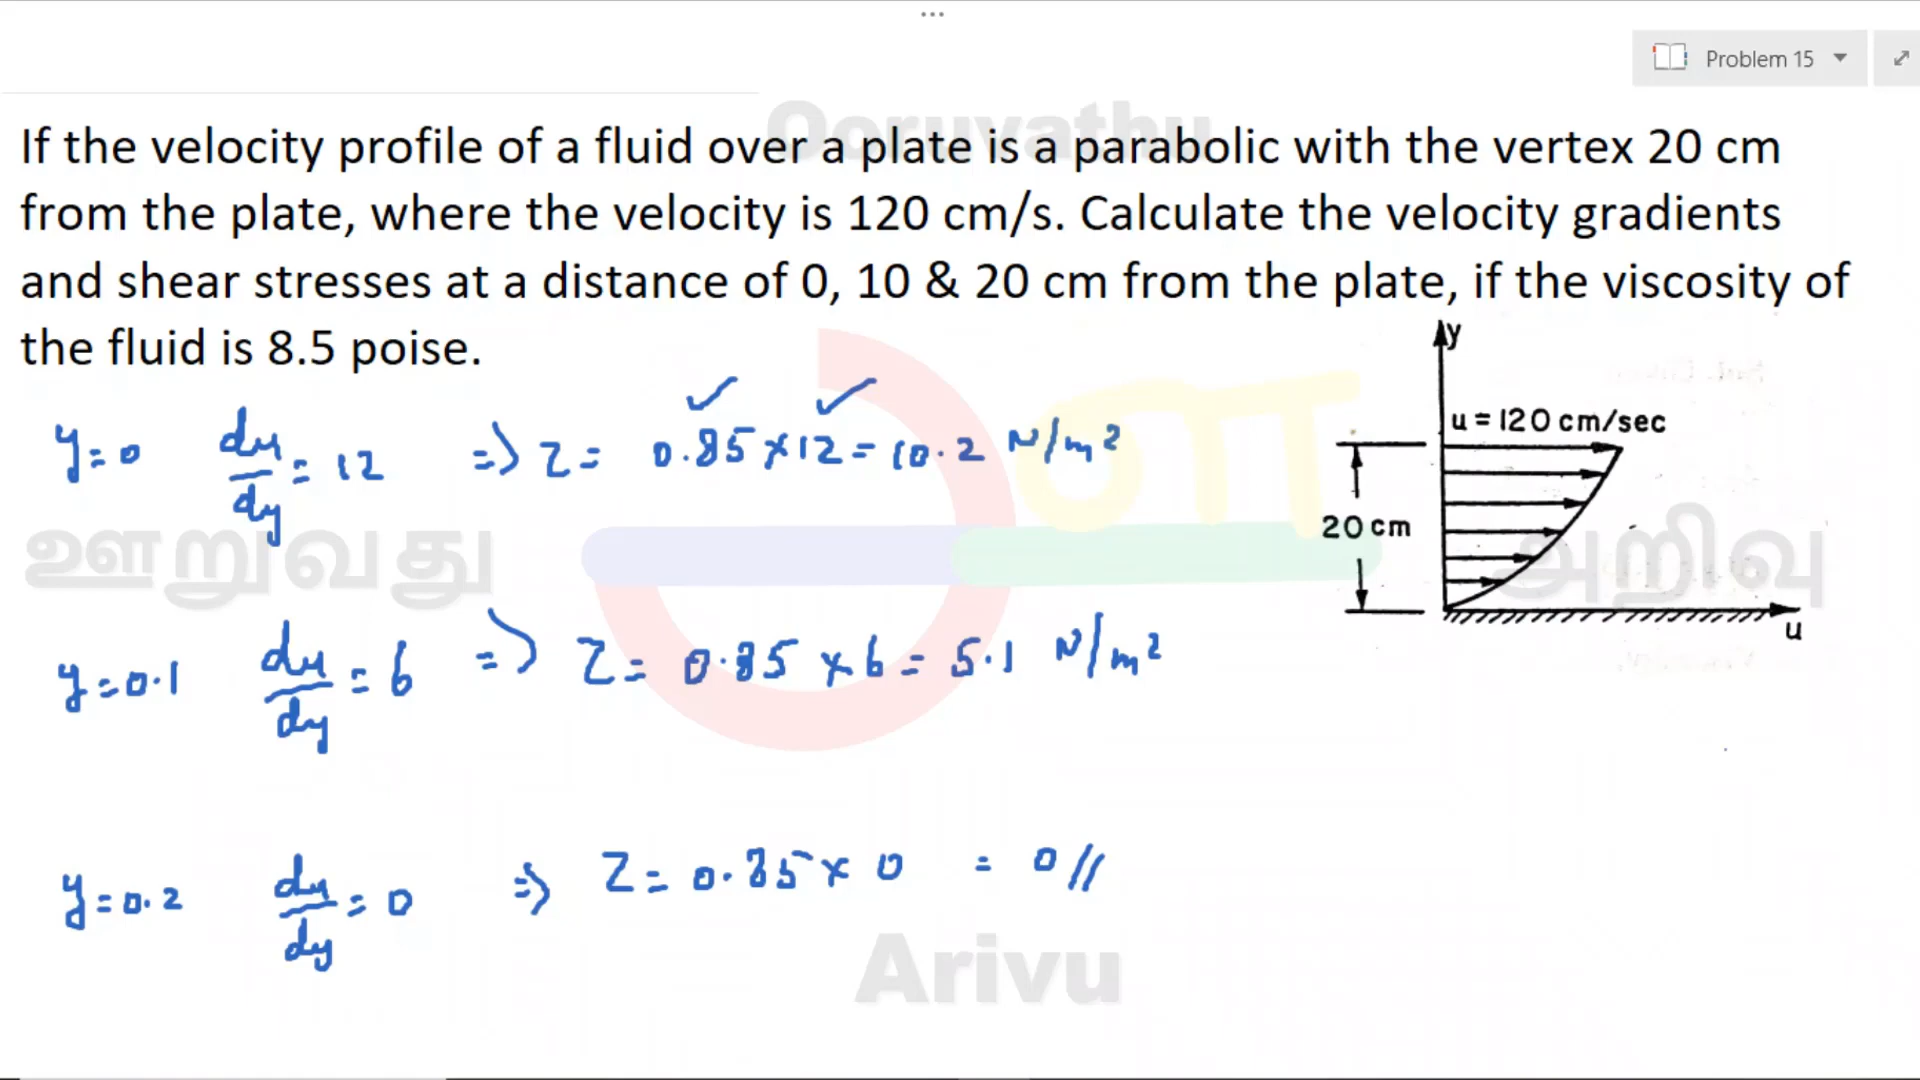 ...
Problem 15
Ooruvathu
If the velocity profile of a fluid over a plate is a parabolic with the vertex 20 cm
from the plate, where the velocity is 120 cm/s. Calculate the velocity gradients
and shear stresses at a distance of 0, 10 & 20 cm from the plate, if the viscosity of
the fluid is 8.5 poise.
y
u = 120 cm/sec
20 cm
u
y=0 du/dy = 12 => τ = 0.85 × 12 = 10.2 N/m²
ஊறுவது
அறிவு
y=0.1 du/dy = 6 => τ = 0.85 × 6 = 5.1 N/m²
y=0.2 du/dy = 0 => τ = 0.85 × 0 = 0//
Arivu